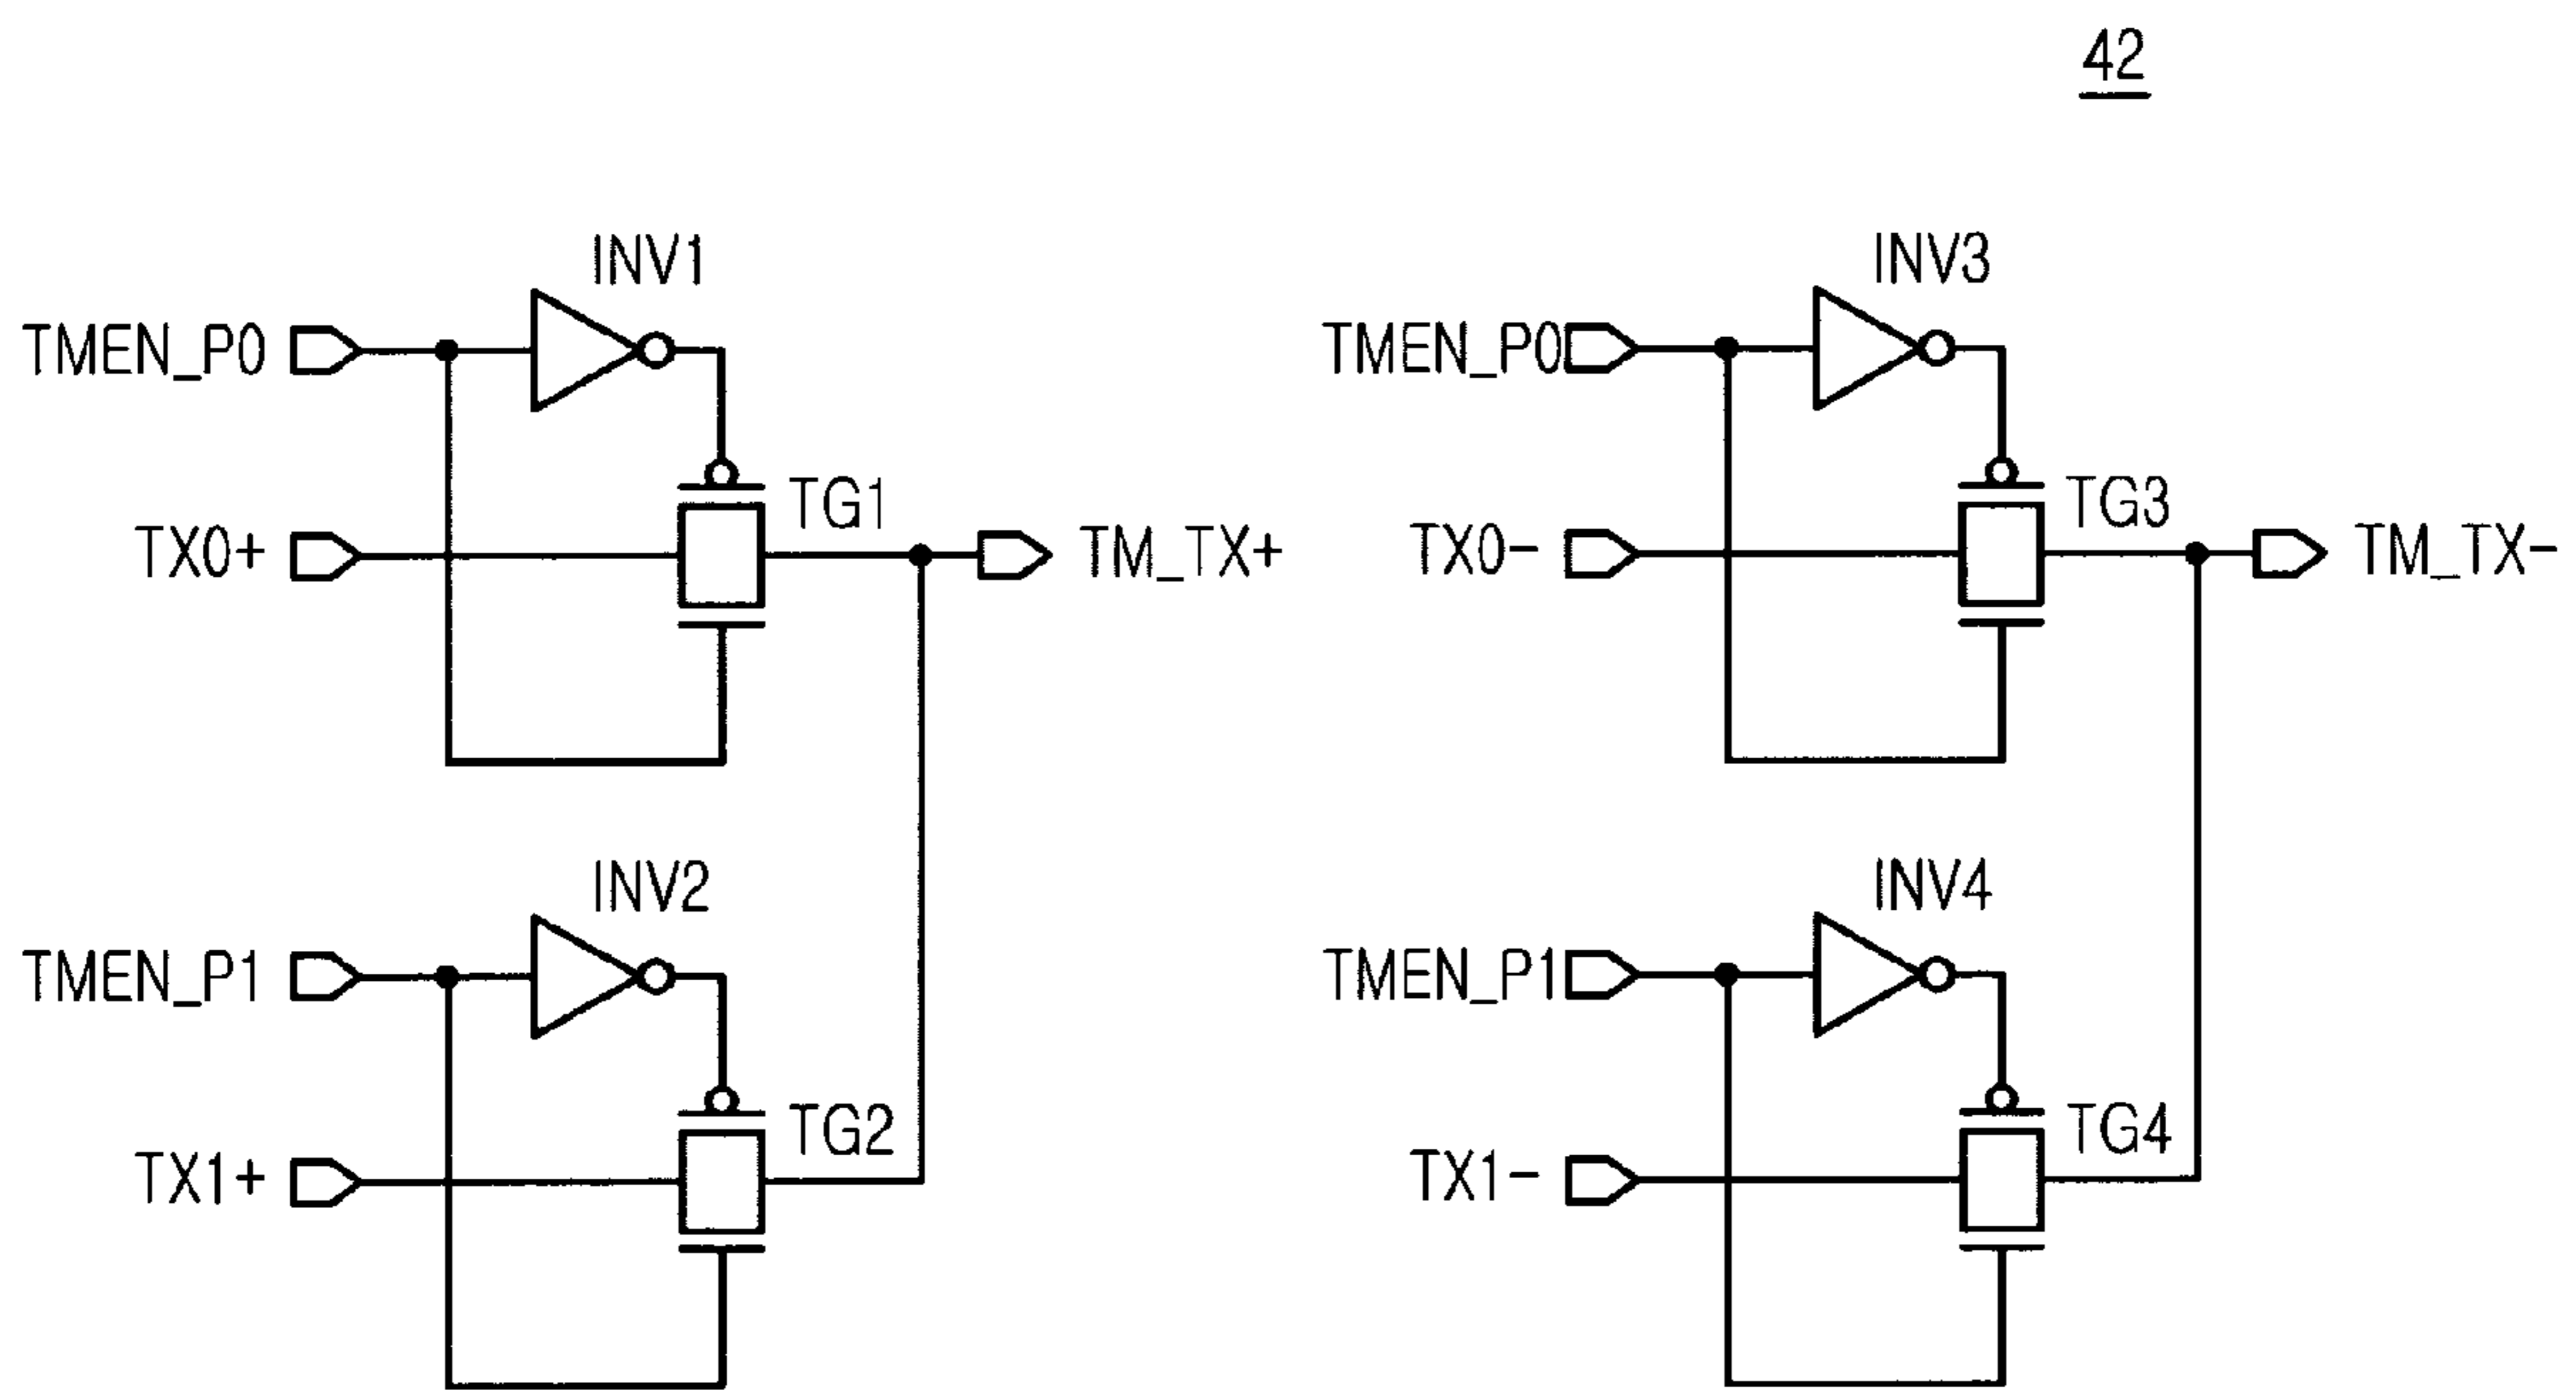 42
INV1
TMEN_P0
TX0+
TG1
TM_TX+
INV2
TMEN_P1
TX1+
TG2
INV3
TMEN_P0
TX0-
TG3
TM_TX-
INV4
TMEN_P1
TX1-
TG4